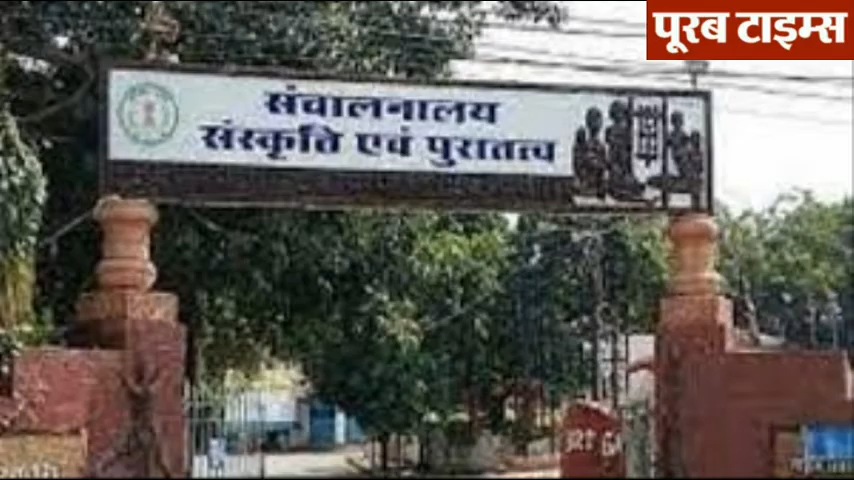 पूरब टाइम्स
संचालनालय
संस्कृति एवं पुरातत्व